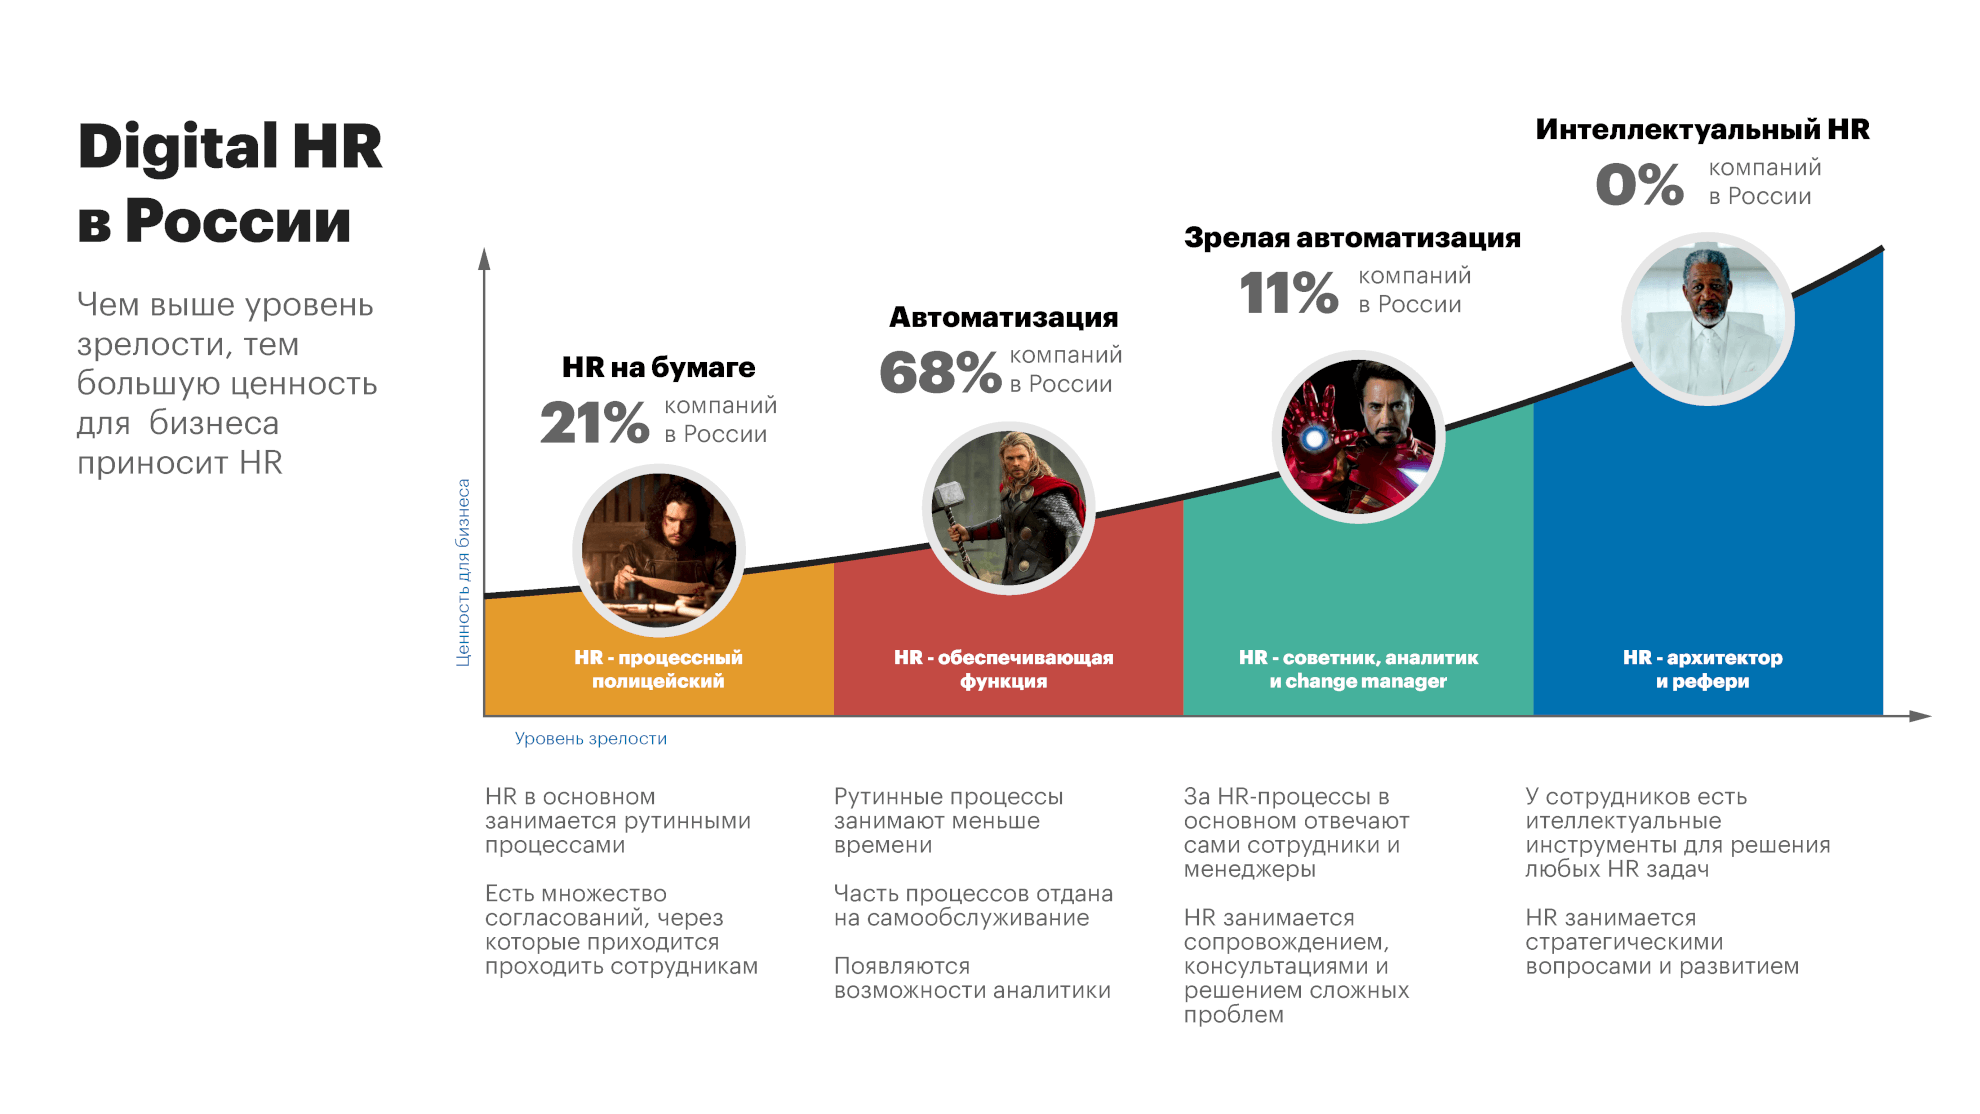 Digital HR
в России
Чем выше уровень
зрелости, тем
большую ценность
для бизнеса
приносит HR
Ценность для бизнеса
Уровень зрелости
HR на бумаге
21%
компаний
в России
HR - процессный
полицейский
HR в основном
занимается рутинными
процессами
Есть множество
согласований, через
которые приходится
проходить сотрудникам
Автоматизация
68%
компаний
в России
HR - обеспечивающая
функция
Рутинные процессы
занимают меньше
времени
Часть процессов отдана
на самообслуживание
Появляются
возможности аналитики
Зрелая автоматизация
11%
компаний
в России
HR - советник, аналитик
и change manager
За HR-процессы в
основном отвечают
сами сотрудники и
менеджеры
HR занимается
сопровождением,
консультациями и
решением сложных
проблем
Интеллектуальный HR
0%
компаний
в России
HR - архитектор
и рефери
У сотрудников есть
ителлектуальные
инструменты для решения
любых HR задач
HR занимается
стратегическими
вопросами и развитием